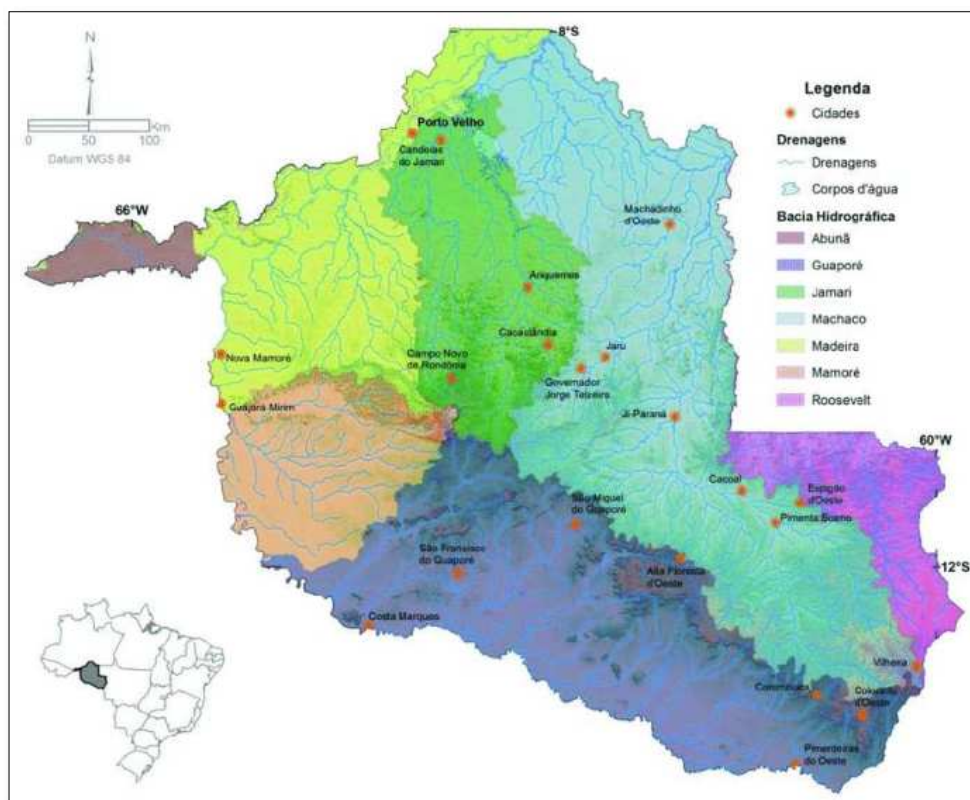 N
0 50 100 Km
Datum WGS 84
8°S
66°W
60°W
12°S
Porto Velho
Candeias
do Jamari
Machadinho
d'Oeste
Ariquemes
Cacaulândia
Nova Mamoré
Campo Novo
de Rondônia
Jaru
Governador
Jorge Teixeira
Guajará-Mirim
Ji-Paraná
Cacoal
Espigão
d'Oeste
Pimenta Bueno
São Miguel
do Guaporé
São Francisco
do Guaporé
Alta Floresta
d'Oeste
Costa Marques
Vilhena
Colorado
d'Oeste
Pimenteiras
do Oeste
Legenda
Cidades
Drenagens
Drenagens
Corpos d'água
Bacia Hidrográfica
Abunã
Guaporé
Jamari
Machaco
Madeira
Mamoré
Roosevelt